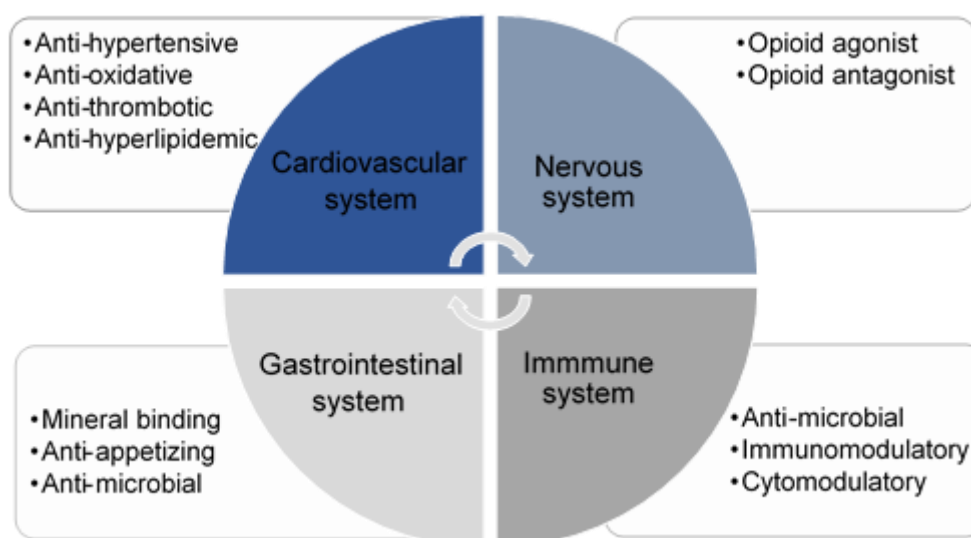 •Anti-hypertensive
•Anti-oxidative
•Anti-thrombotic
•Anti-hyperlipidemic
Cardiovascular
system
•Opioid agonist
•Opioid antagonist
Nervous
system
Gastrointestinal
system
•Mineral binding
•Anti-appetizing
•Anti-microbial
Immmune
system
•Anti-microbial
•Immunomodulatory
•Cytomodulatory